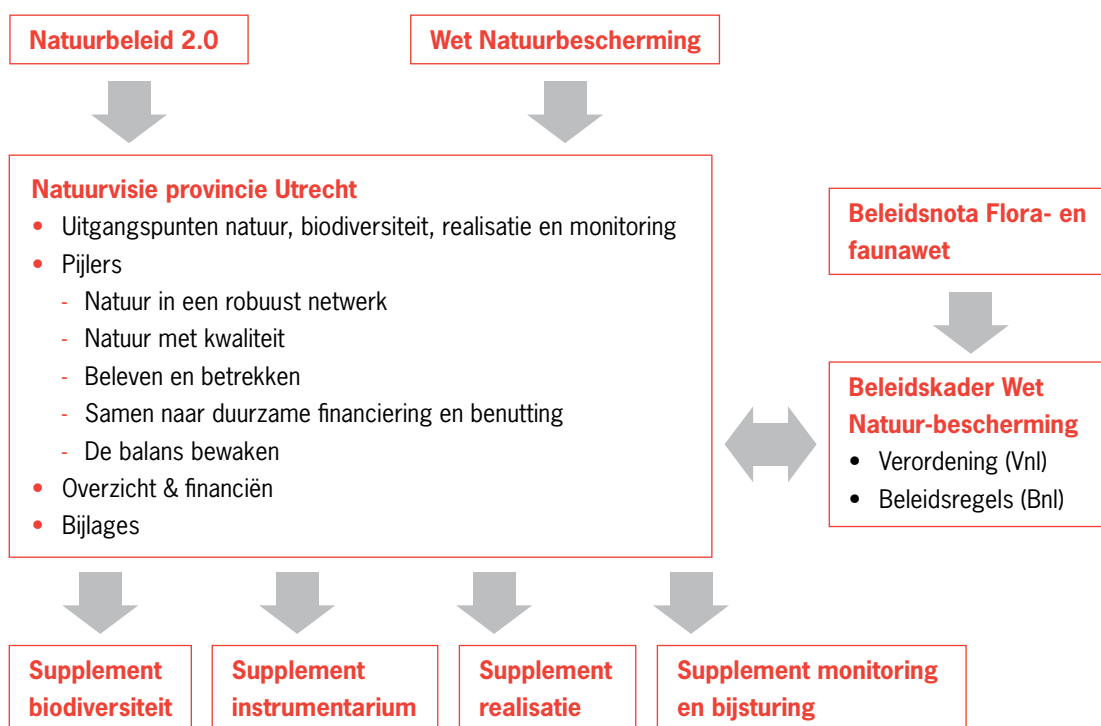 Natuurbeleid 2.0
Wet Natuurbescherming
Natuurvisie provincie Utrecht
• Uitgangspunten natuur, biodiversiteit, realisatie en monitoring
• Pijlers
- Natuur in een robuust netwerk
- Natuur met kwaliteit
- Beleven en betrekken
- Samen naar duurzame financiering en benutting
- De balans bewaken
• Overzicht & financiën
• Bijlages
Beleidsnota Flora- en
faunawet
Beleidskader Wet
Natuur-bescherming
• Verordening (Vnl)
• Beleidsregels (Bnl)
Supplement
biodiversiteit
Supplement
instrumentarium
Supplement
realisatie
Supplement monitoring
en bijsturing